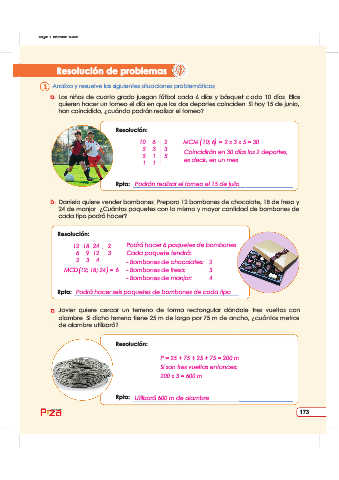 Resolución de problemas
1 Analiza y resuelve las siguientes situaciones problemáticas
a Los niños de cuarto grado juegan fútbol cada 6 días y básquet cada 10 días Ellos
quieren hacer un torneo el día en que los dos deportes coinciden Si hoy 15 de junio,
han coincidido, ¿cuándo podrán realizar el torneo?
Resolución:
10 6 2 MCM (10; 6) = 2 x 3 x 5 = 30
5 3 3 Coincidirán en 30 días los 2 deportes,
5 1 5 es decir, en un mes
1 1
Rpta: Podrán realizar el torneo el 15 de julio
b Daniela quiere vender bombones Preparó 12 bombones de chocolate, 18 de fresa y
24 de manjar ¿Cuántos paquetes con la misma y mayor cantidad de bombones de
cada tipo podrá hacer?
Resolución:
12 18 24 2 Podrá hacer 6 paquetes de bombones
6 9 12 3 Cada paquete tendrá:
2 3 4 - Bombones de chocolates: 2
MCD(12; 18; 24) = 6 - Bombones de fresa: 3
- Bombones de manjar: 4
Rpta: Podrá hacer seis paquetes de bombones de cada tipo
Javier quiere cercar un terreno de forma rectangular dándole tres vueltas con
alambre Si dicho terreno tiene 25 m de largo por 75 m de ancho, ¿cuántos metros
de alambre utilizará?
Resolución:
P = 25 + 75 + 25 + 75 = 200 m
Si son tres vueltas entonces:
200 x 3 = 600 m
Rpta: Utilizará 600 m de alambre
173